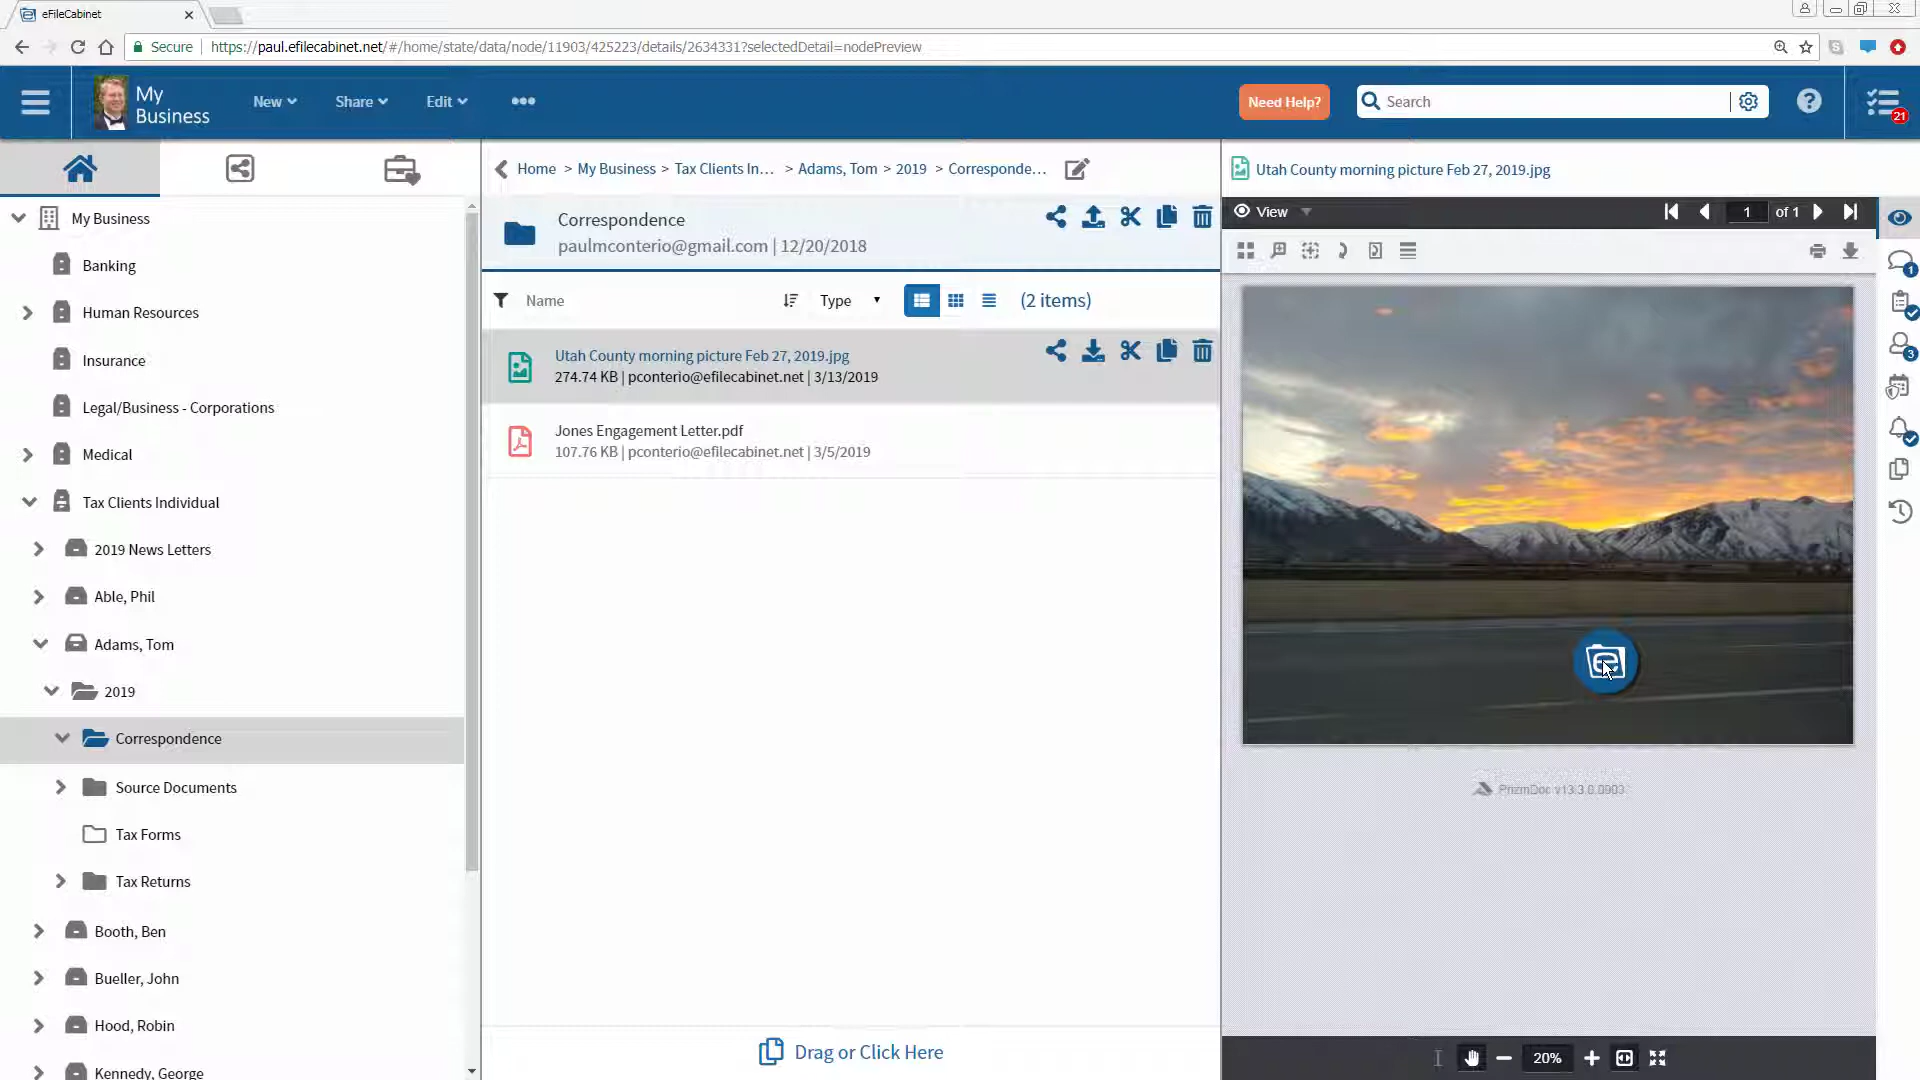 eFileCabinet
Secure
https://paul.efilecabinet.net/#/home/state/data/node/11903/425223/details/2634331?selectedDetail=nodePreview
My Business
New
Share
Edit
Need Help?
Search
21
Home > My Business > Tax Clients In... > Adams, Tom > 2019 > Corresponde...
Utah County morning picture Feb 27, 2019.jpg
My Business
Banking
Human Resources
Insurance
Legal/Business - Corporations
Medical
Tax Clients Individual
2019 News Letters
Able, Phil
Adams, Tom
2019
Correspondence
Source Documents
Tax Forms
Tax Returns
Booth, Ben
Bueller, John
Hood, Robin
Kennedy, George
Correspondence
paulmconterio@gmail.com | 12/20/2018
Name
Type
(2 items)
Utah County morning picture Feb 27, 2019.jpg
274.74 KB | pconterio@efilecabinet.net | 3/13/2019
Jones Engagement Letter.pdf
107.76 KB | pconterio@efilecabinet.net | 3/5/2019
Drag or Click Here
View
1 of 1
1
3
PrizmDoc v13.3.0.0903
20%